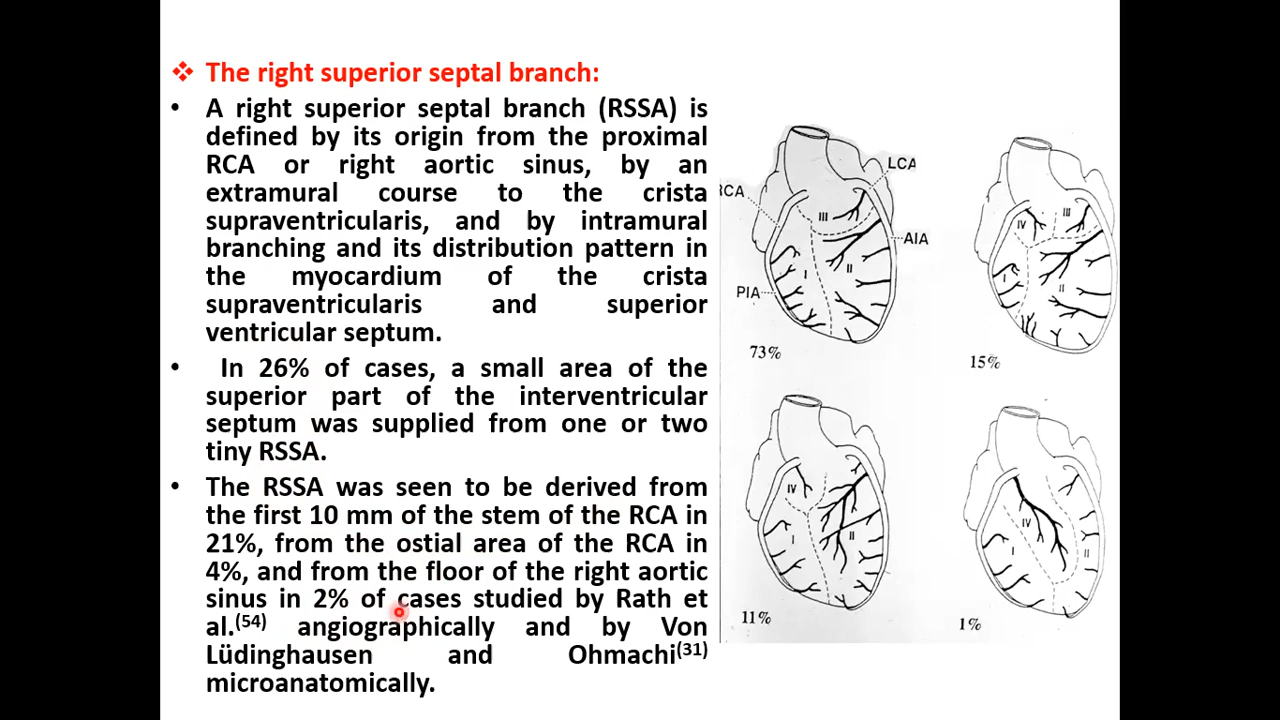 The right superior septal branch:
• A right superior septal branch (RSSA) is
defined by its origin from the proximal
RCA or right aortic sinus, by an
extramural course to the crista
supraventricularis, and by intramural
branching and its distribution pattern in
the myocardium of the crista
supraventricularis and superior
ventricular septum.
• In 26% of cases, a small area of the
superior part of the interventricular
septum was supplied from one or two
tiny RSSA.
• The RSSA was seen to be derived from
the first 10 mm of the stem of the RCA in
21%, from the ostial area of the RCA in
4%, and from the floor of the right aortic
sinus in 2% of cases studied by Rath et
al.(54) angiographically and by Von
Lüdinghausen and Ohmachi(31)
microanatomically.
LCA
RCA
III
AIA
I
II
PIA
73%
IV
III
I
II
15%
IV
I
II
11%
IV
I
II
1%